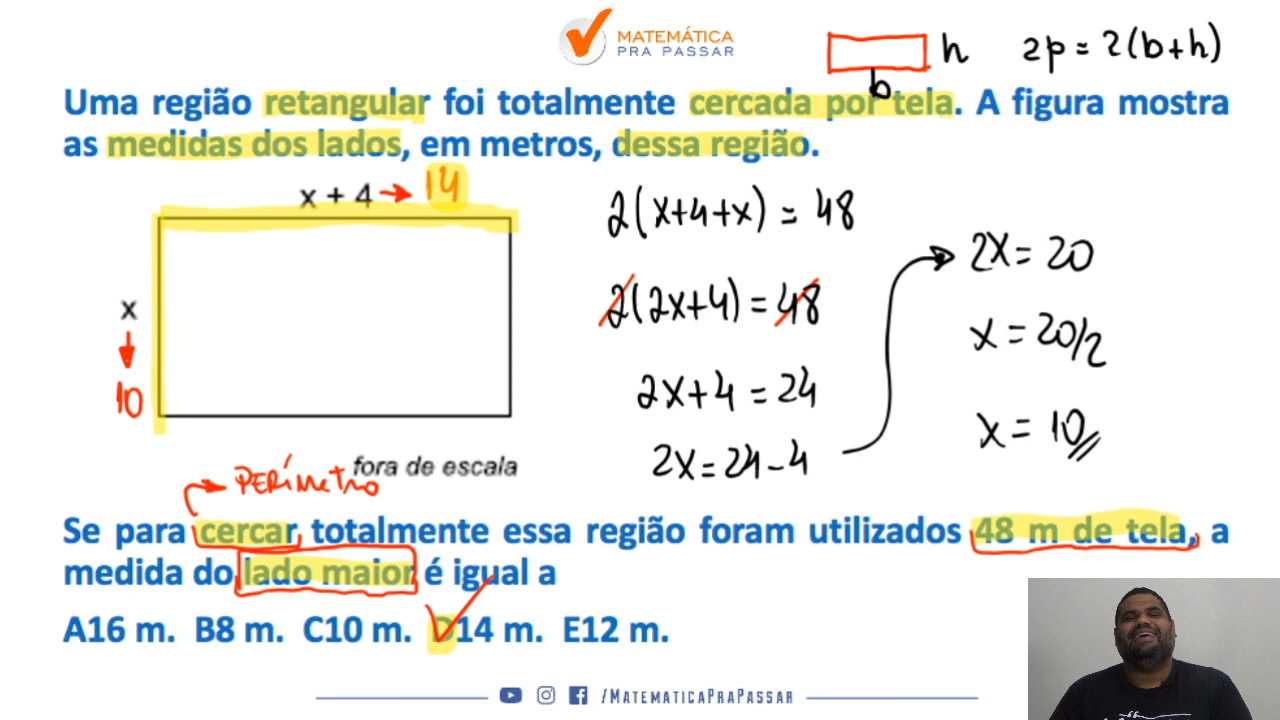 MATEMÁTICA
PRA PASSAR
h
b
2p = 2(b+h)
Uma região retangular foi totalmente cercada por tela. A figura mostra
as medidas dos lados, em metros, dessa região.
x + 4 → 14
x
10
fora de escala
2(x+4+x) = 48
2(2x+4) = 48
2x+4 = 24
2x = 24-4
2x = 20
x = 20/2
x = 10
PERÍMETRO
Se para cercar totalmente essa região foram utilizados 48 m de tela, a
medida do lado maior é igual a
A16 m. B8 m. C10 m. D14 m. E12 m.
/MATEMATICAPRAPASSAR